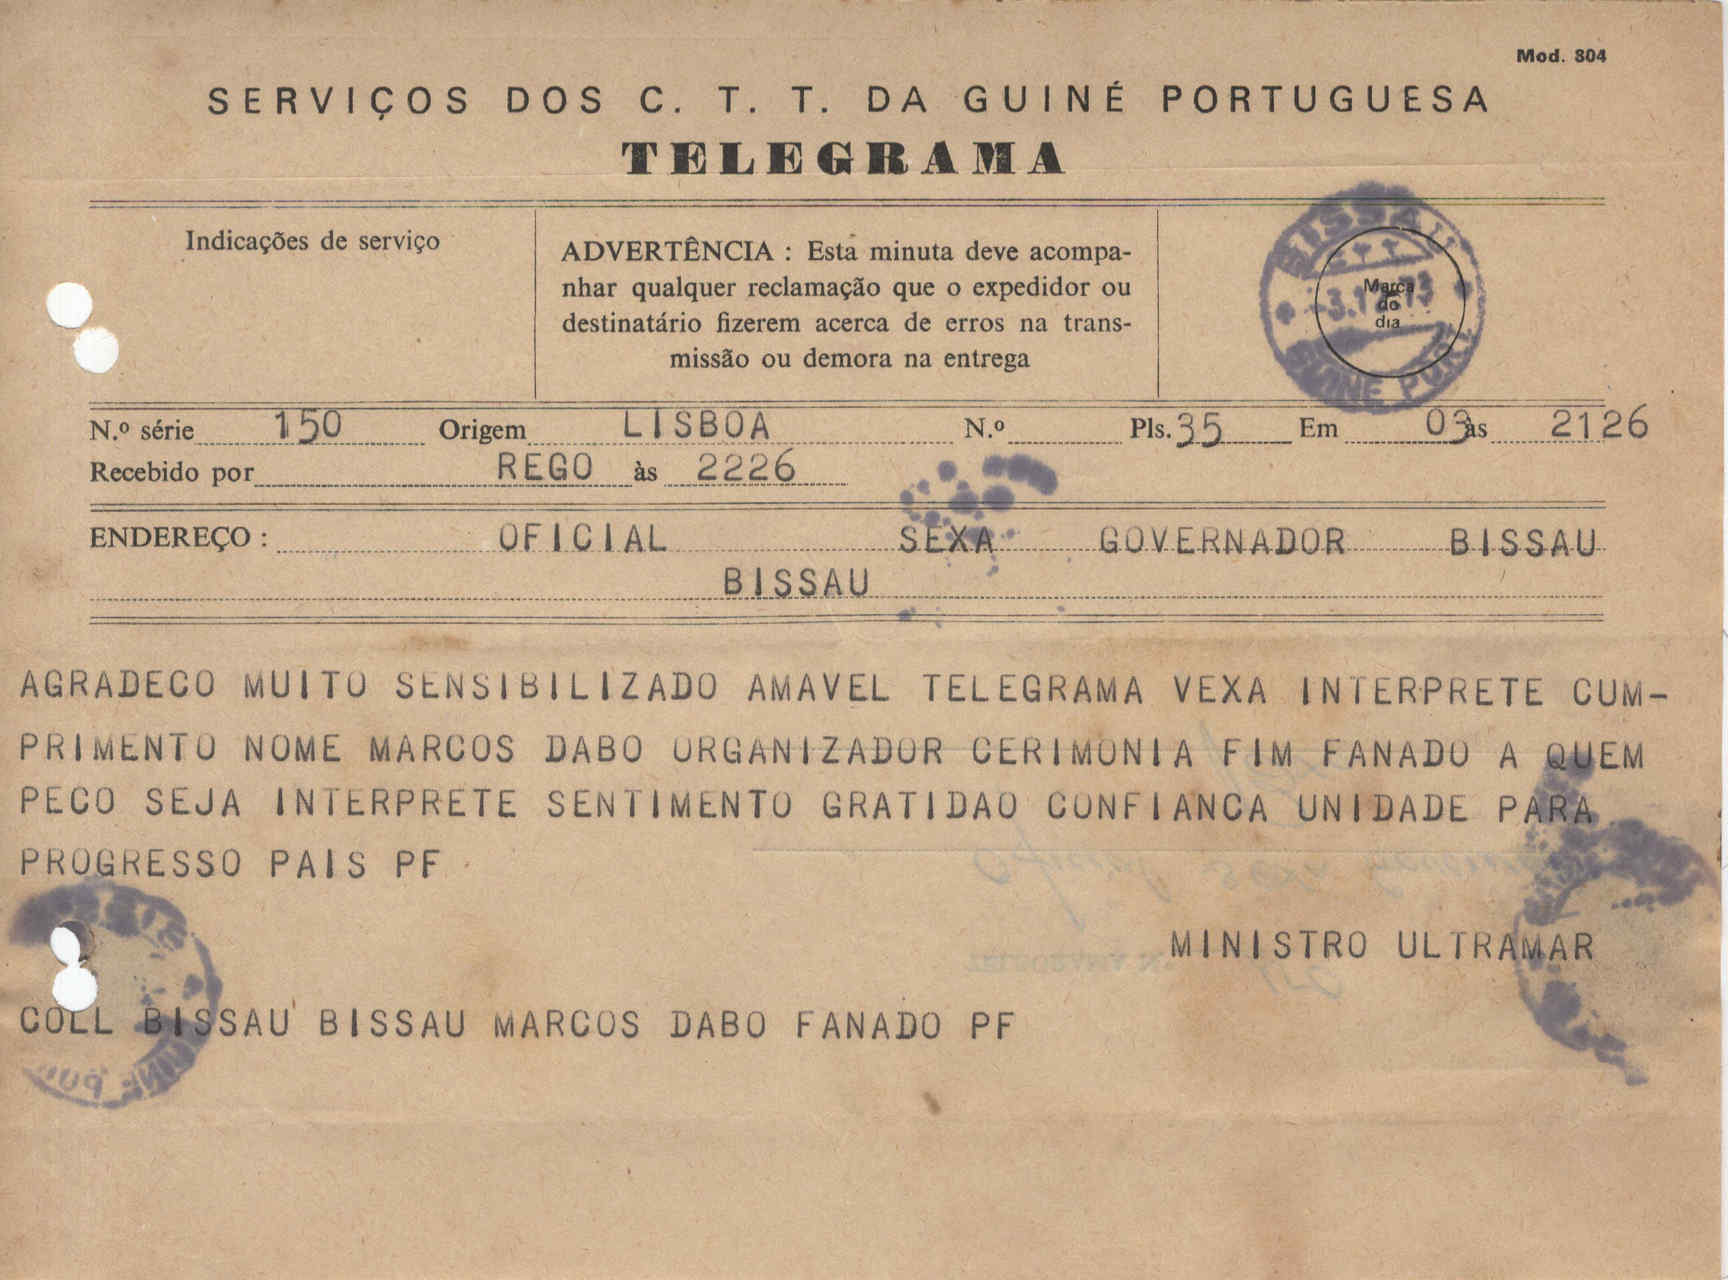 Mod. 804
SERVIÇOS DOS C. T. T. DA GUINÉ PORTUGUESA
TELEGRAMA
Indicações de serviço
ADVERTÊNCIA : Esta minuta deve acompa-
nhar qualquer reclamação que o expedidor ou
destinatário fizerem acerca de erros na trans-
missão ou demora na entrega
BISSAU
Marca
do
dia
GUINÉ PORT
N.º série 150 Origem LISBOA N.º Pls. 35 Em 03 às 2126
Recebido por REGO às 2226
ENDEREÇO : OFICIAL SEXA GOVERNADOR BISSAU
BISSAU
AGRADECO MUITO SENSIBILIZADO AMAVEL TELEGRAMA VEXA INTERPRETE CUM-
PRIMENTO NOME MARCOS DABO ORGANIZADOR CERIMONIA FIM FANADO A QUEM
PECO SEJA INTERPRETE SENTIMENTO GRATIDAO CONFIANCA UNIDADE PARA
PROGRESSO PAIS PF
MINISTRO ULTRAMAR
COLL BISSAU BISSAU MARCOS DABO FANADO PF